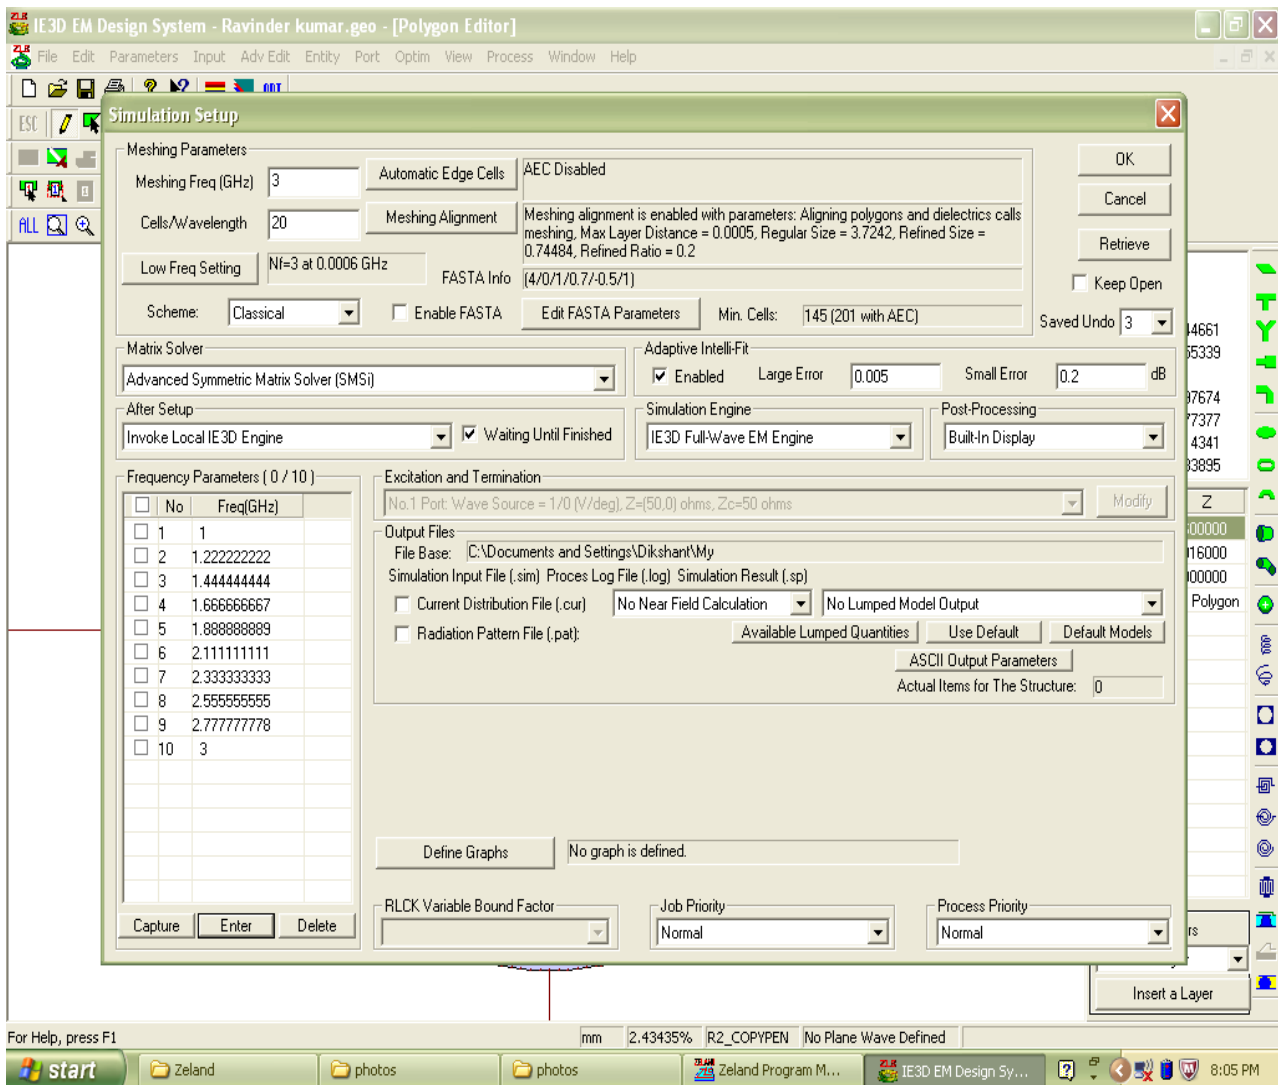 IE3D EM Design System - Ravinder kumar.geo - [Polygon Editor]
File Edit Parameters Input Adv Edit Entity Port Optim View Process Window Help
ESC
ALL
Simulation Setup
Meshing Parameters
Meshing Freq (GHz) 3
Automatic Edge Cells
AEC Disabled
Cells/Wavelength 20
Meshing Alignment
Meshing alignment is enabled with parameters: Aligning polygons and dielectrics calls
meshing, Max Layer Distance = 0.0005, Regular Size = 3.7242, Refined Size =
0.74484, Refined Ratio = 0.2
Low Freq Setting
Nf=3 at 0.0006 GHz
FASTA Info (4/0/1/0.7/-0.5/1)
Scheme: Classical
Enable FASTA
Edit FASTA Parameters
Min. Cells: 145 (201 with AEC)
OK
Cancel
Retrieve
Keep Open
Saved Undo 3
Matrix Solver
Advanced Symmetric Matrix Solver (SMSi)
Adaptive Intelli-Fit
Enabled Large Error 0.005 Small Error 0.2 dB
After Setup
Invoke Local IE3D Engine
Waiting Until Finished
Simulation Engine
IE3D Full-Wave EM Engine
Post-Processing
Built-In Display
Frequency Parameters ( 0 / 10 )
No Freq(GHz)
1 1
2 1.222222222
3 1.444444444
4 1.666666667
5 1.888888889
6 2.111111111
7 2.333333333
8 2.555555555
9 2.777777778
10 3
Capture Enter Delete
Excitation and Termination
No.1 Port: Wave Source = 1/0 (V/deg), Z=(50,0) ohms, Zc=50 ohms
Modify
Output Files
File Base: C:\Documents and Settings\Dikshant\My
Simulation Input File (.sim) Proces Log File (.log) Simulation Result (.sp)
Current Distribution File (.cur)
No Near Field Calculation
No Lumped Model Output
Radiation Pattern File (.pat):
Available Lumped Quantities
Use Default
Default Models
ASCII Output Parameters
Actual Items for The Structure: 0
Define Graphs
No graph is defined.
RLCK Variable Bound Factor
Job Priority
Normal
Process Priority
Normal
4661
5339
7674
7377
4341
3895
Z
00000
16000
00000
Polygon
rs
Insert a Layer
For Help, press F1
mm 2.43435% R2_COPYPEN No Plane Wave Defined
start
Zeland
photos
photos
Zeland Program M...
IE3D EM Design Sy...
8:05 PM